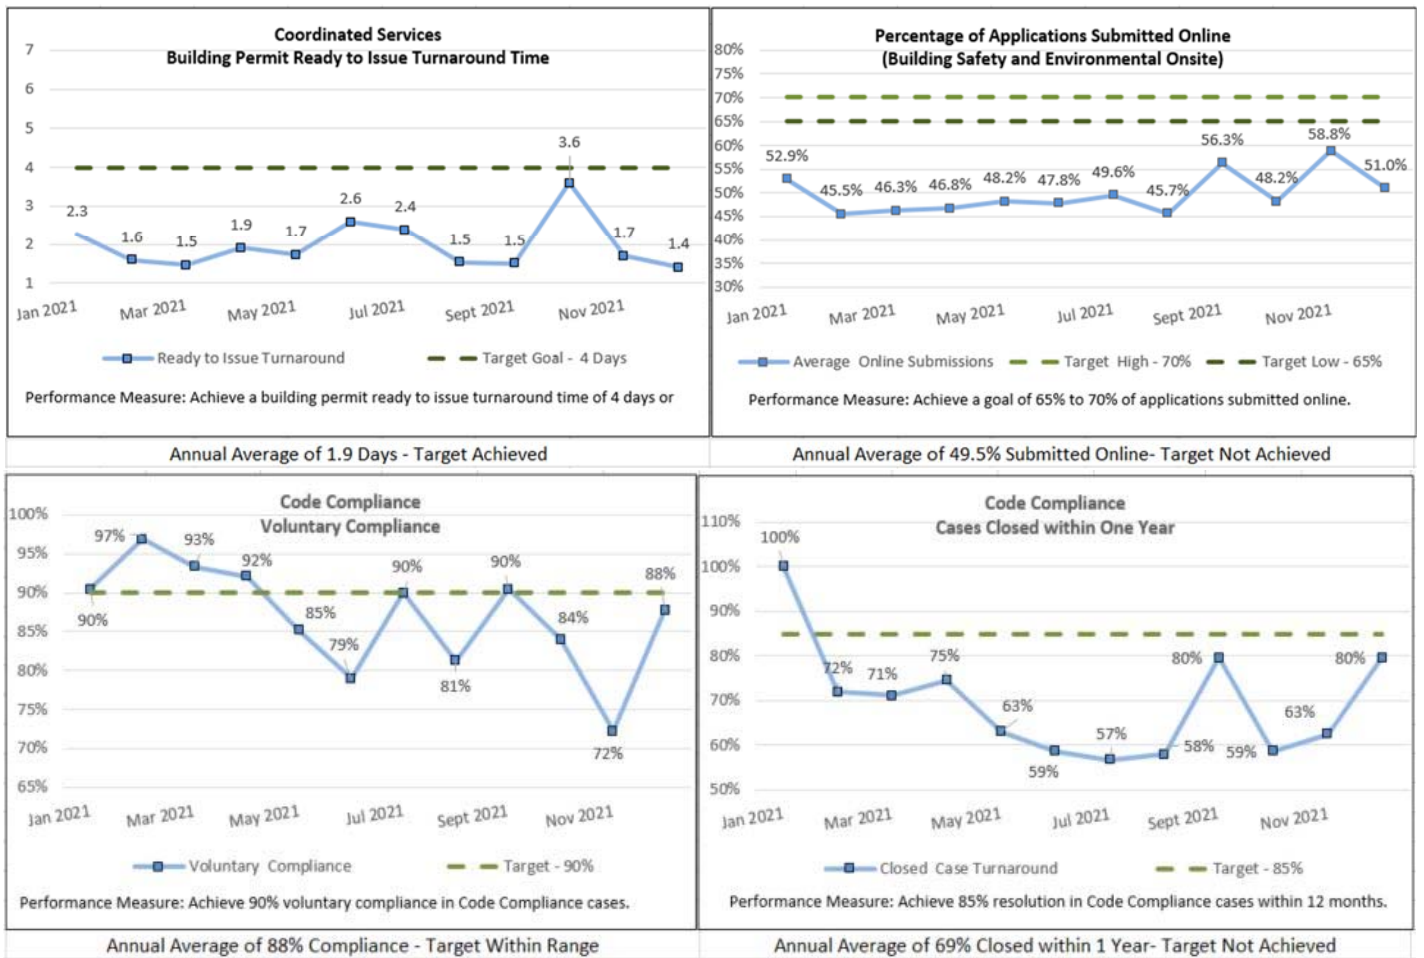 Coordinated Services
Building Permit Ready to Issue Turnaround Time
7
6
5
4
3
2
1
2.3
1.6
1.5
1.9
1.7
2.6
2.4
1.5
1.5
3.6
1.7
1.4
Jan 2021
Mar 2021
May 2021
Jul 2021
Sept 2021
Nov 2021
Ready to Issue Turnaround
Target Goal - 4 Days
Performance Measure: Achieve a building permit ready to issue turnaround time of 4 days or
Annual Average of 1.9 Days - Target Achieved
Percentage of Applications Submitted Online
(Building Safety and Environmental Onsite)
80%
75%
70%
65%
60%
55%
50%
45%
40%
35%
30%
52.9%
45.5%
46.3%
46.8%
48.2%
47.8%
49.6%
45.7%
56.3%
48.2%
58.8%
51.0%
Jan 2021
Mar 2021
May 2021
Jul 2021
Sept 2021
Nov 2021
Average Online Submissions
Target High - 70%
Target Low - 65%
Performance Measure: Achieve a goal of 65% to 70% of applications submitted online.
Annual Average of 49.5% Submitted Online- Target Not Achieved
Code Compliance
Voluntary Compliance
100%
95%
90%
85%
80%
75%
70%
65%
90%
97%
93%
92%
85%
79%
90%
81%
90%
84%
72%
88%
Jan 2021
Mar 2021
May 2021
Jul 2021
Sept 2021
Nov 2021
Voluntary Compliance
Target - 90%
Performance Measure: Achieve 90% voluntary compliance in Code Compliance cases.
Annual Average of 88% Compliance - Target Within Range
Code Compliance
Cases Closed within One Year
110%
100%
90%
80%
70%
60%
50%
100%
72%
71%
75%
63%
59%
57%
58%
80%
59%
63%
80%
Jan 2021
Mar 2021
May 2021
Jul 2021
Sept 2021
Nov 2021
Closed Case Turnaround
Target - 85%
Performance Measure: Achieve 85% resolution in Code Compliance cases within 12 months.
Annual Average of 69% Closed within 1 Year- Target Not Achieved